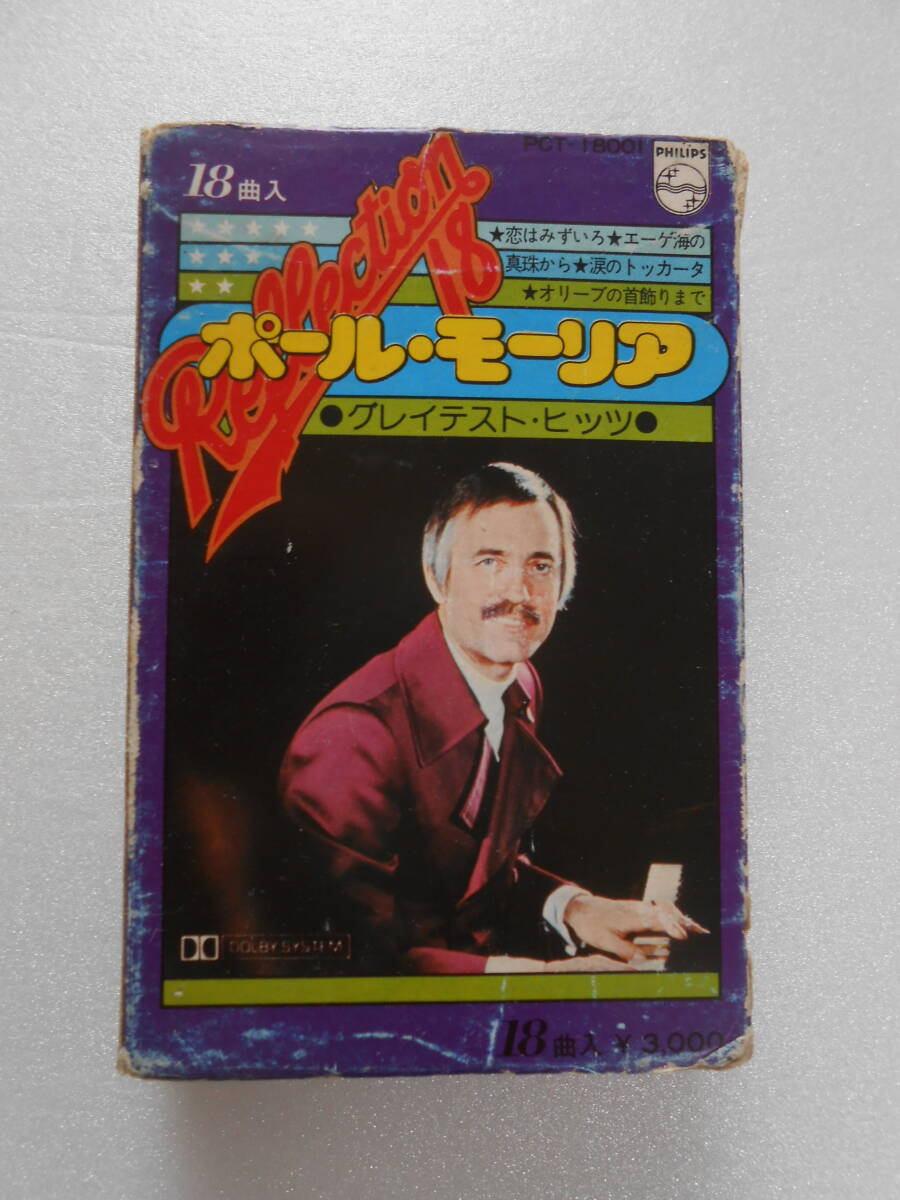 PCT-18001
PHILIPS
18曲入
Reflection 18
★恋はみずいろ★エーゲ海の
真珠から★涙のトッカータ
★オリーブの首飾りまで
ポール・モーリア
●グレイテスト・ヒッツ●
DOLBY SYSTEM
18曲入 ¥3,000